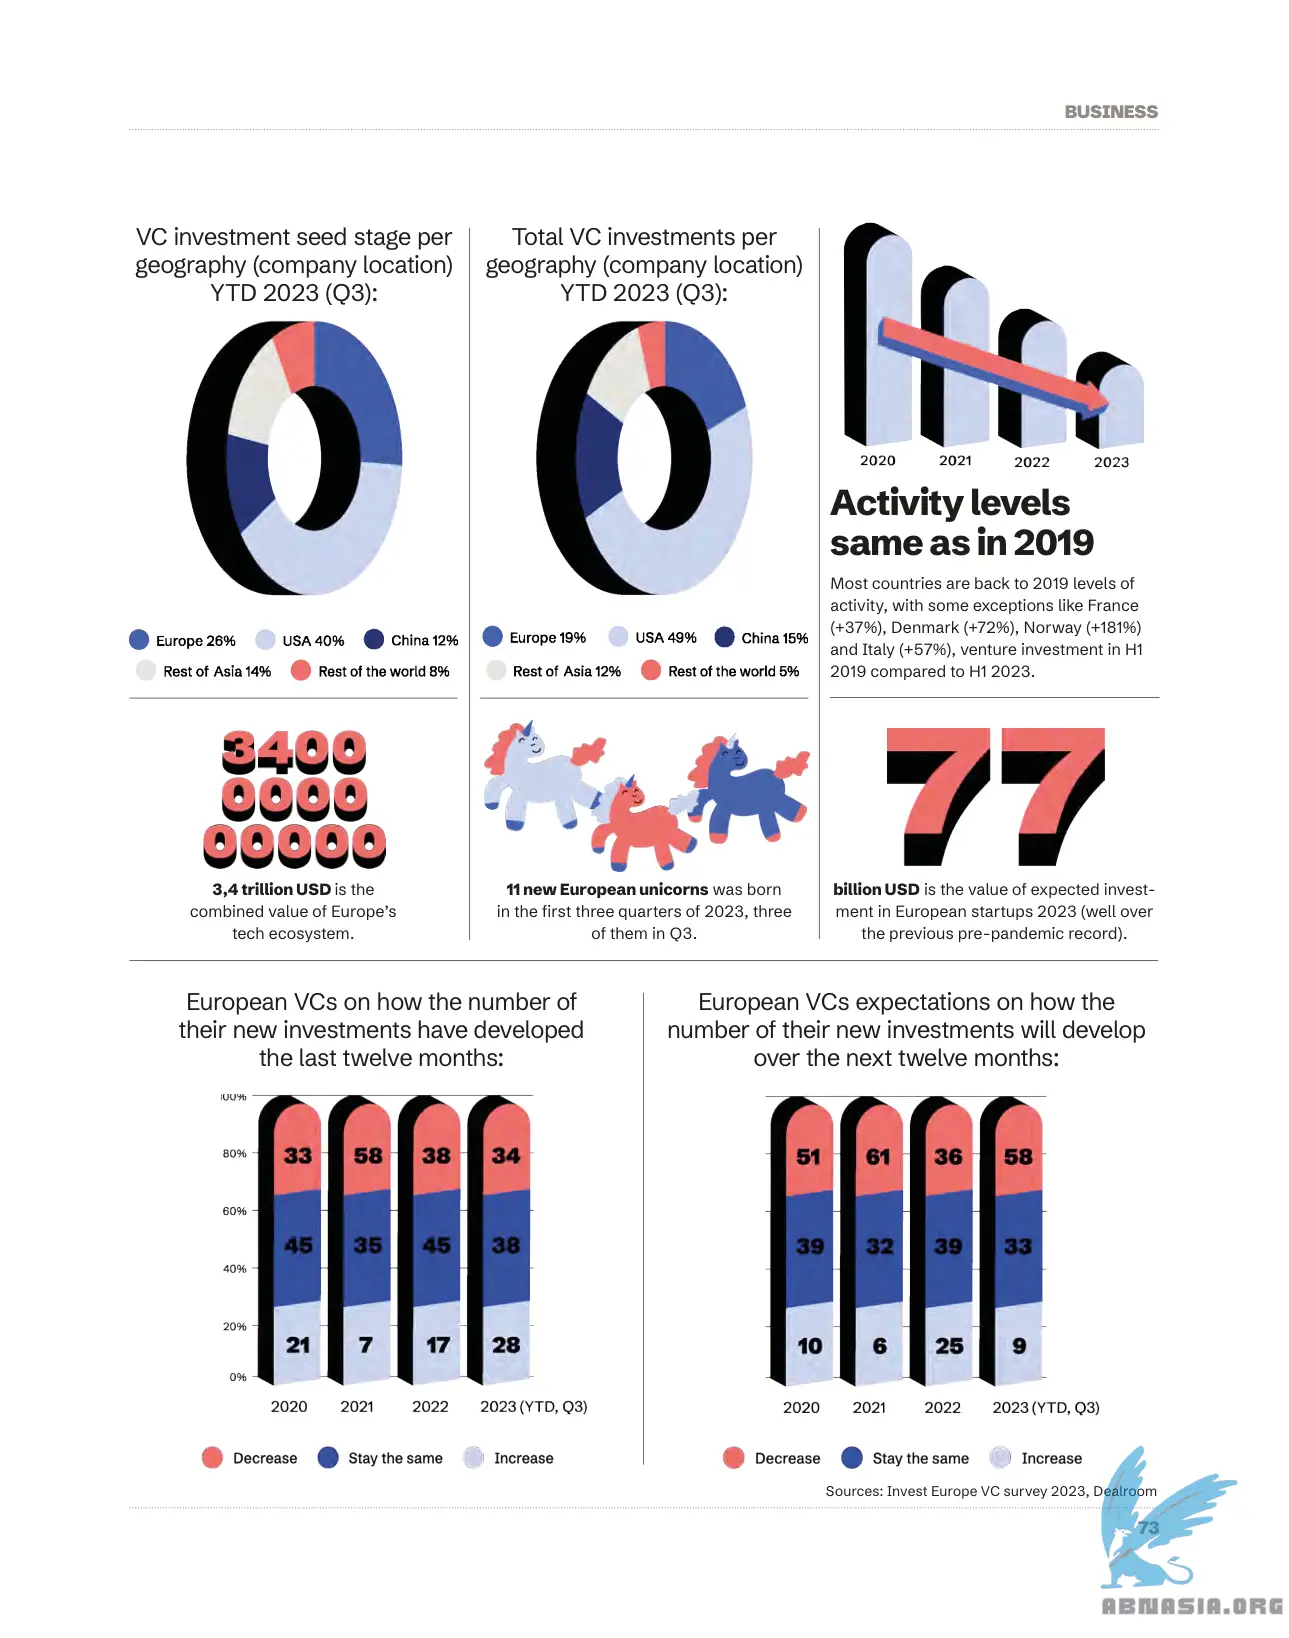 BUSINESS
VC investment seed stage per
geography (company location)
YTD 2023 (Q3):
Europe 26%
USA 40%
China 12%
Rest of Asia 14%
Rest of the world 8%
Total VC investments per
geography (company location)
YTD 2023 (Q3):
Europe 19%
USA 49%
China 15%
Rest of Asia 12%
Rest of the world 5%
2020
2021
2022
2023
Activity levels
same as in 2019
Most countries are back to 2019 levels of
activity, with some exceptions like France
(+37%), Denmark (+72%), Norway (+181%)
and Italy (+57%), venture investment in H1
2019 compared to H1 2023.
3400
0000
00000
3,4 trillion USD is the
combined value of Europe's
tech ecosystem.
11 new European unicorns was born
in the first three quarters of 2023, three
of them in Q3.
77
billion USD is the value of expected invest-
ment in European startups 2023 (well over
the previous pre-pandemic record).
European VCs on how the number of
their new investments have developed
the last twelve months:
100%
80%
60%
40%
20%
0%
33 58 38 34
45 35 45 38
21 7 17 28
2020 2021 2022 2023 (YTD, Q3)
Decrease Stay the same Increase
European VCs expectations on how the
number of their new investments will develop
over the next twelve months:
51 61 36 58
39 32 39 33
10 6 25 9
2020 2021 2022 2023 (YTD, Q3)
Decrease Stay the same Increase
Sources: Invest Europe VC survey 2023, Dealroom
73
ABNASIA.ORG